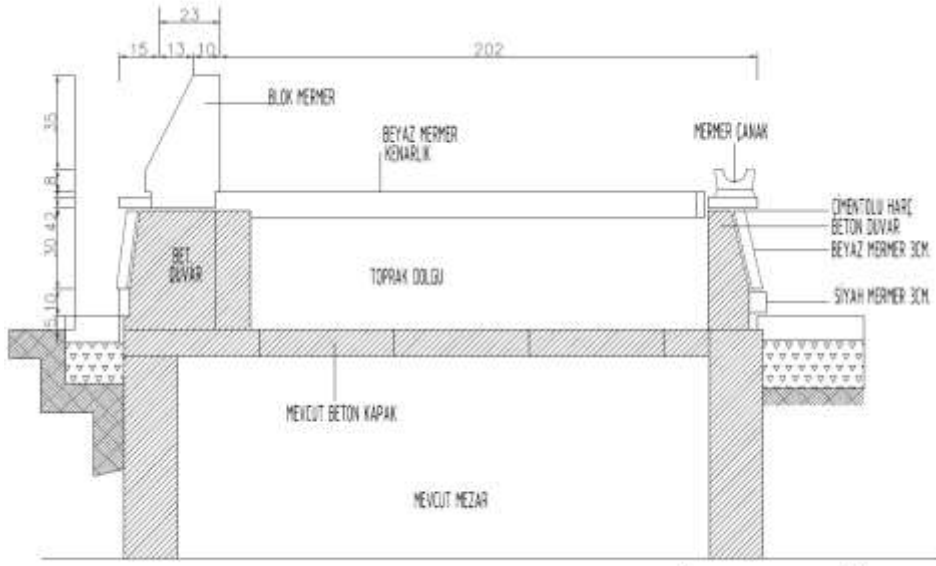 23
15 13 10 202
BLOK MERMER
BEYAZ MERMER
KENARLIK
MERMER ÇANAK
35
8
42
30
10
5
ÇİMENTOLU HARÇ
BETON DUVAR
BEYAZ MERMER 3CM.
SİYAH MERMER 3CM.
BET.
DUVAR
TOPRAK DOLGU
MEVCUT BETON KAPAK
MEVCUT MEZAR